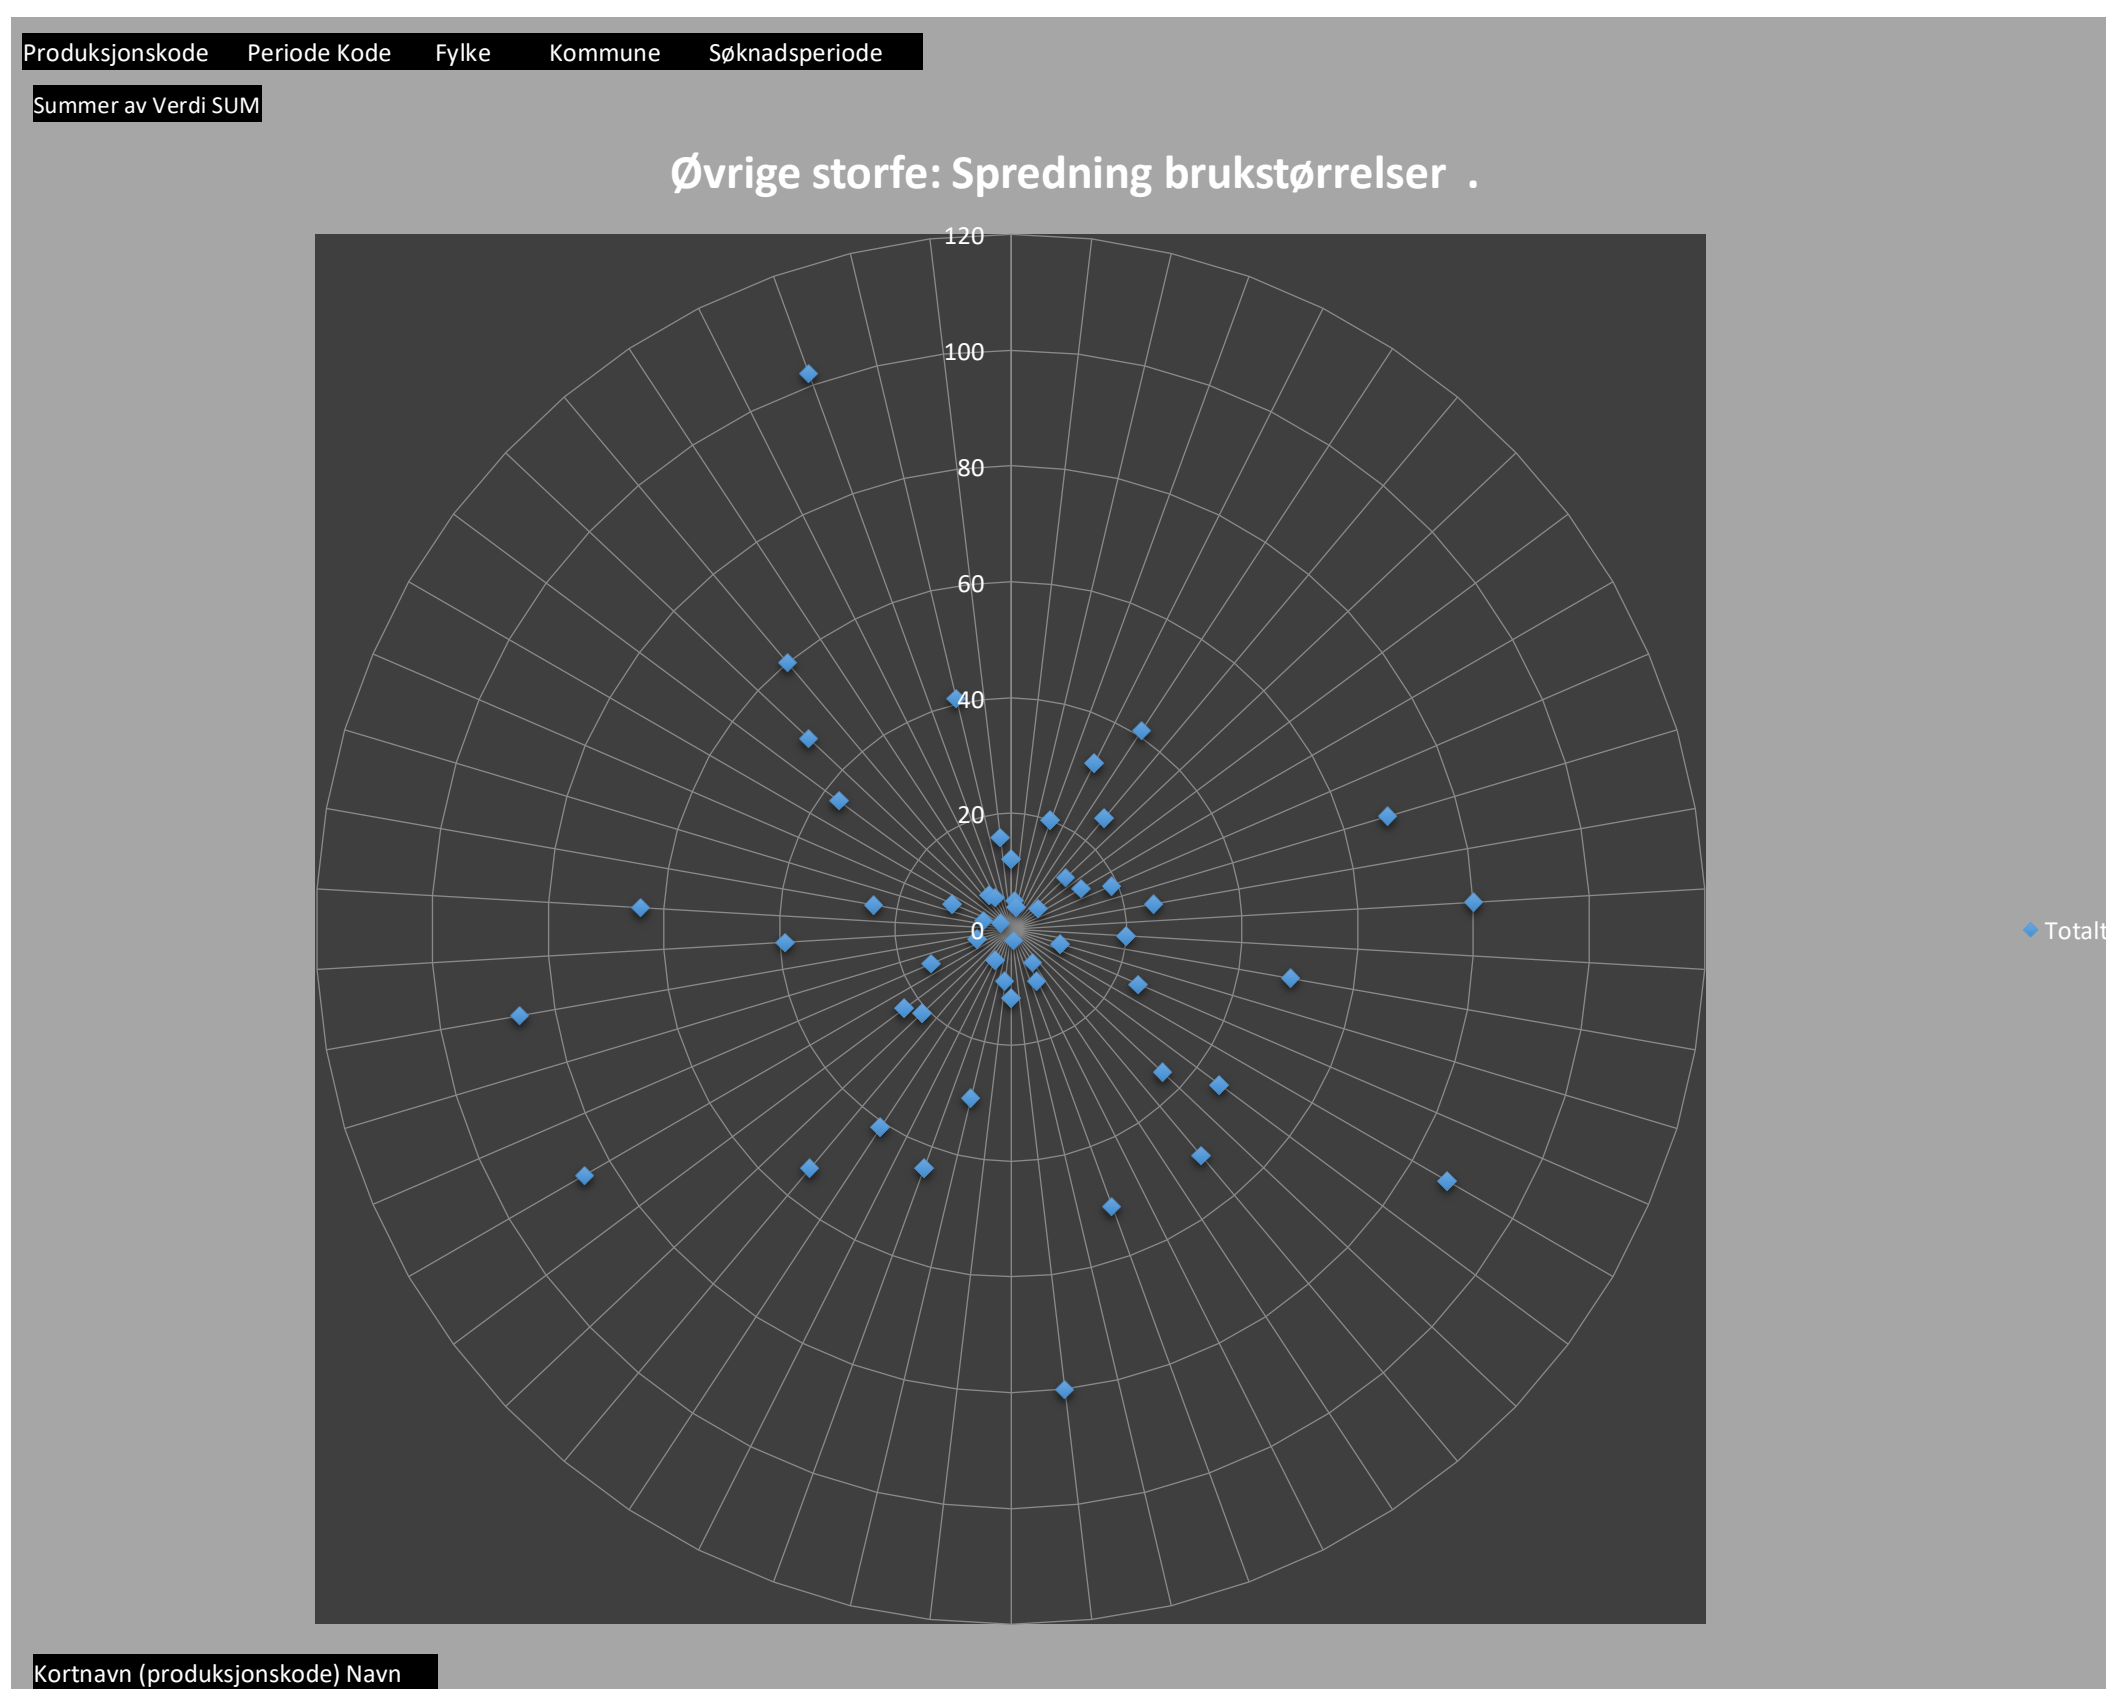 Produksjonskode Periode Kode Fylke Kommune Søknadsperiode
Summer av Verdi SUM
Øvrige storfe: Spredning brukstørrelser .
120
100
80
60
40
20
0
Totalt
Kortnavn (produksjonskode) Navn